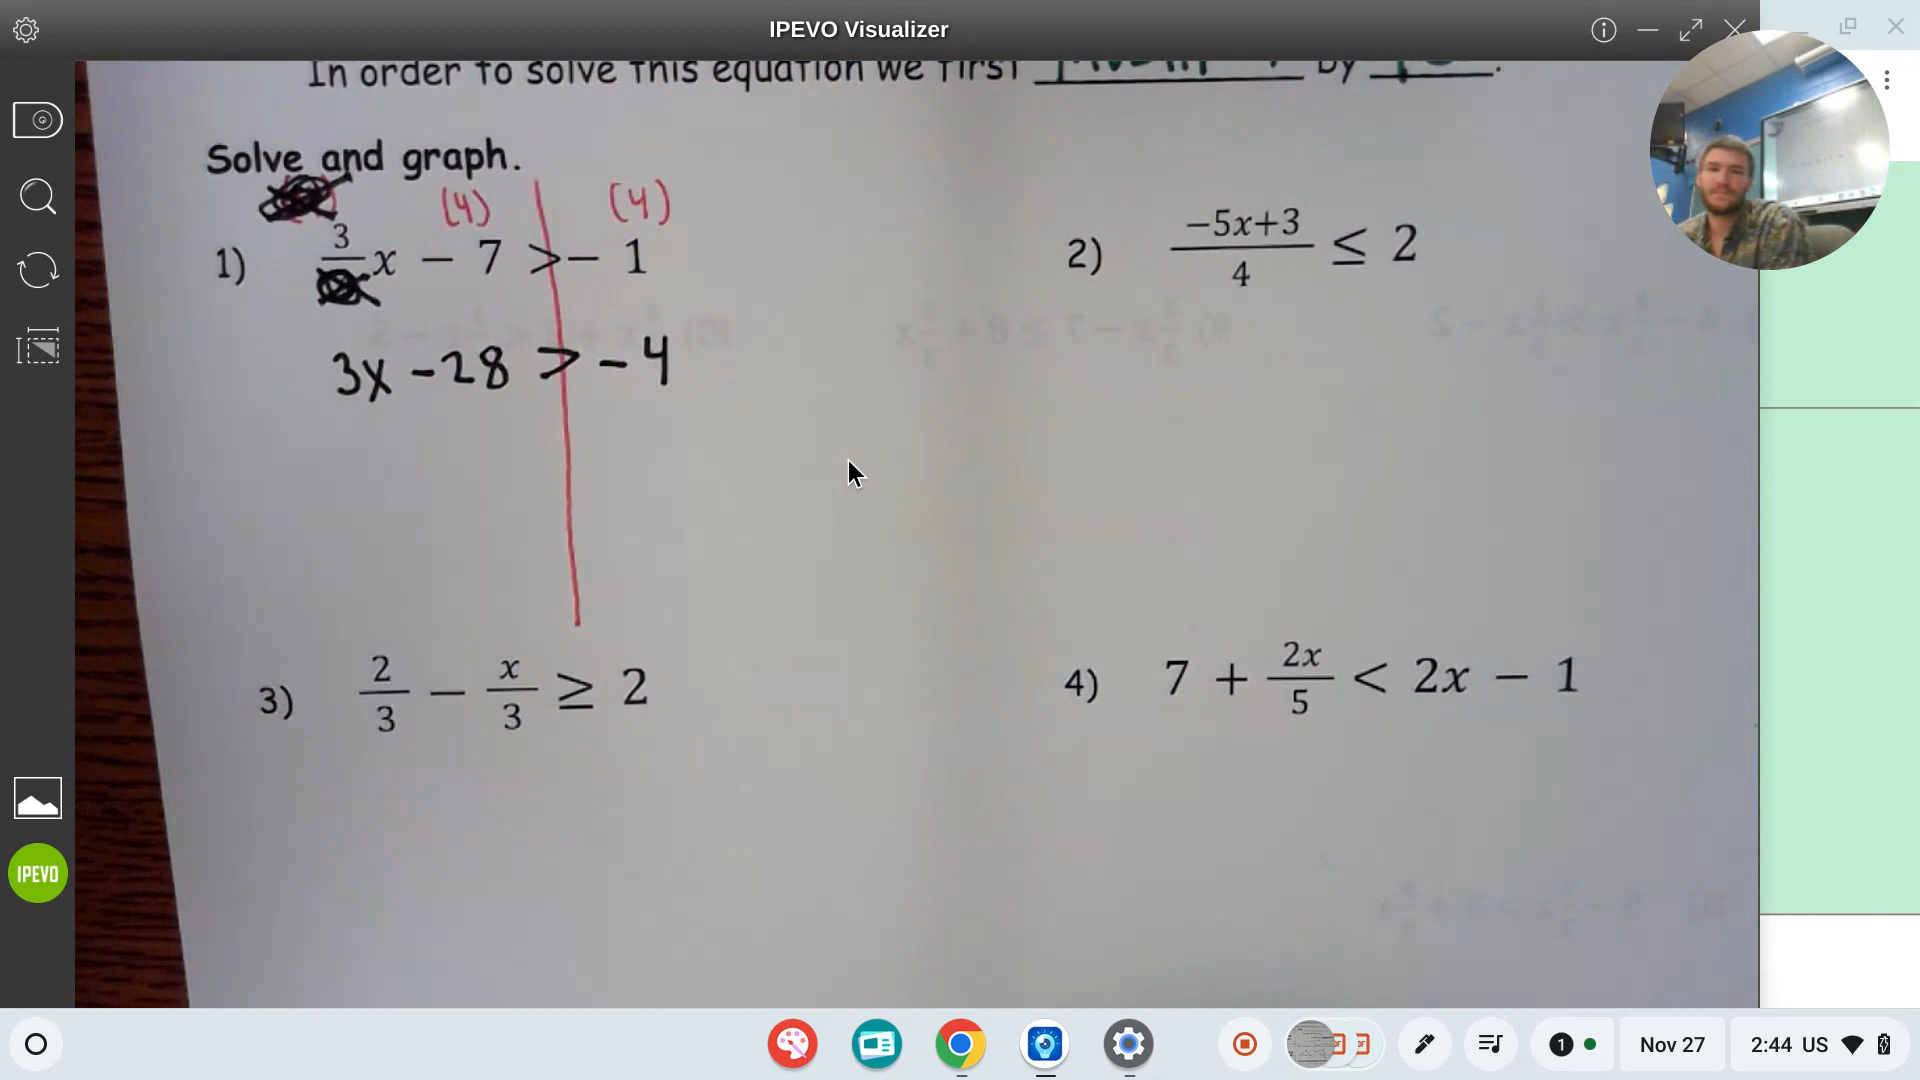 IPEVO Visualizer
In order to solve this equation we first by
Solve and graph.
(4) (4)
1) 3 x − 7 > − 1
3x − 28 > − 4
2) −5x+3 / 4 ≤ 2
3) 2/3 − x/3 ≥ 2
4) 7 + 2x/5 < 2x − 1
IPEVO
1
Nov 27
2:44 US